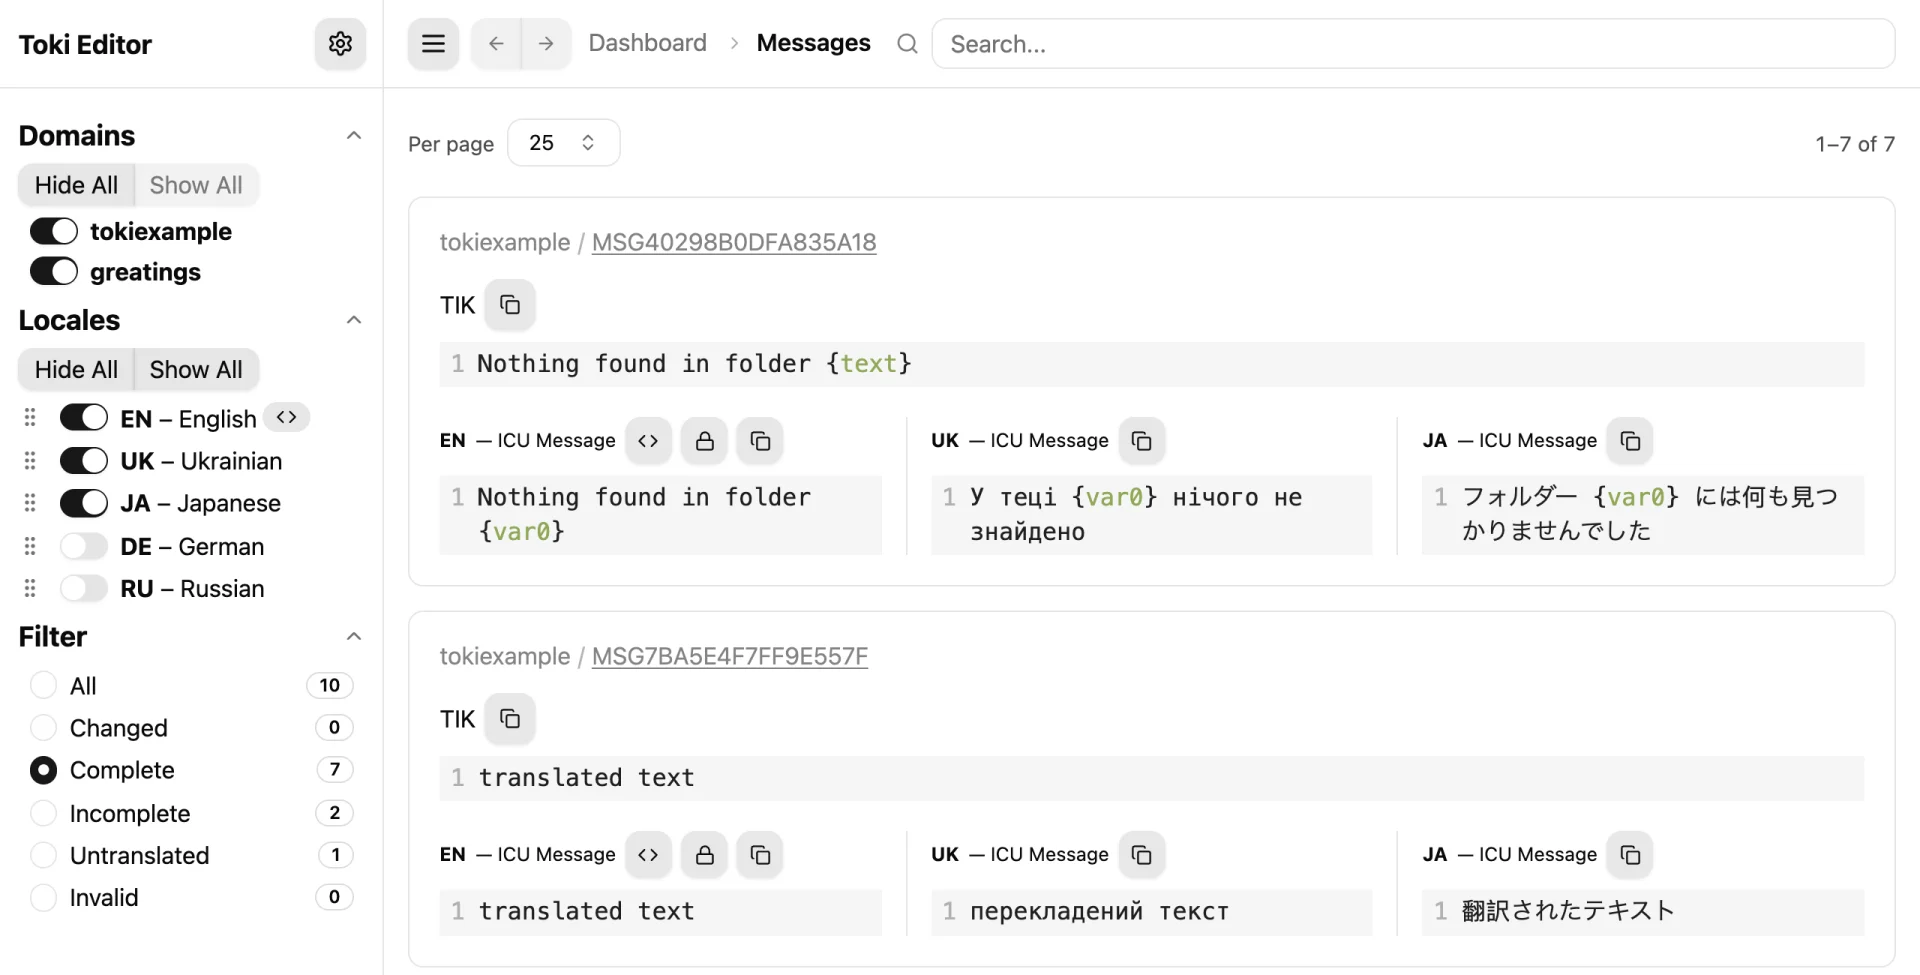 Toki Editor
Dashboard
Messages
Search...
Domains
Hide All
Show All
tokiexample
greatings
Locales
Hide All
Show All
EN – English
UK – Ukrainian
JA – Japanese
DE – German
RU – Russian
Filter
All 10
Changed 0
Complete 7
Incomplete 2
Untranslated 1
Invalid 0
Per page 25
1–7 of 7
tokiexample / MSG40298B0DFA835A18
TIK
1 Nothing found in folder {text}
EN — ICU Message
1 Nothing found in folder
{var0}
UK — ICU Message
1 У теці {var0} нічого не
знайдено
JA — ICU Message
1 フォルダー {var0} には何も見つ
かりませんでした
tokiexample / MSG7BA5E4F7FF9E557F
TIK
1 translated text
EN — ICU Message
1 translated text
UK — ICU Message
1 перекладений текст
JA — ICU Message
1 翻訳されたテキスト